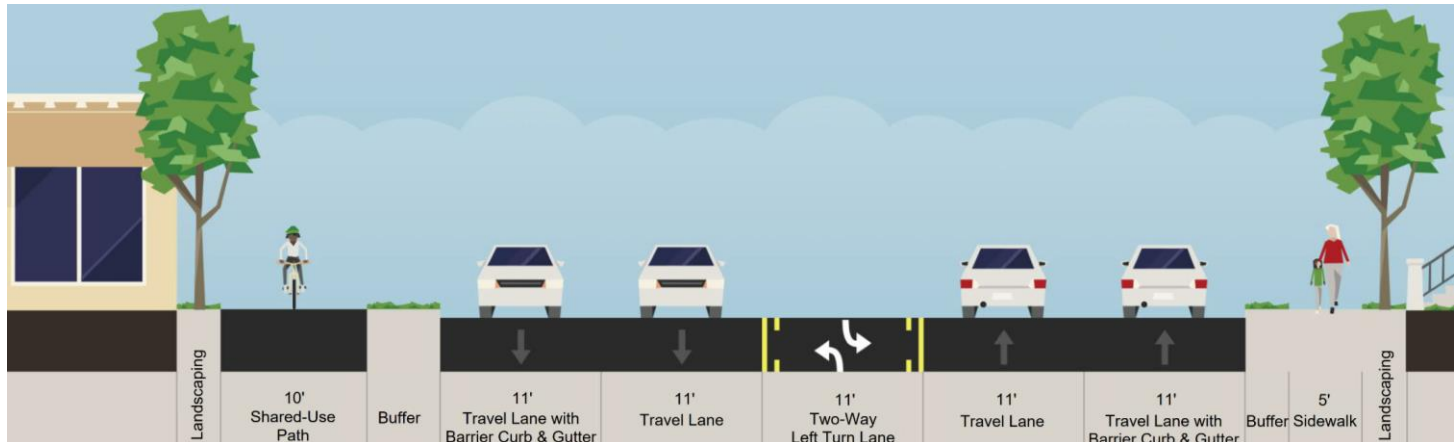 Landscaping
10'
Shared-Use
Path
Buffer
11'
Travel Lane with
Barrier Curb & Gutter
11'
Travel Lane
11'
Two-Way
Left Turn Lane
11'
Travel Lane
11'
Travel Lane with
Barrier Curb & Gutter
Buffer
5'
Sidewalk
Landscaping